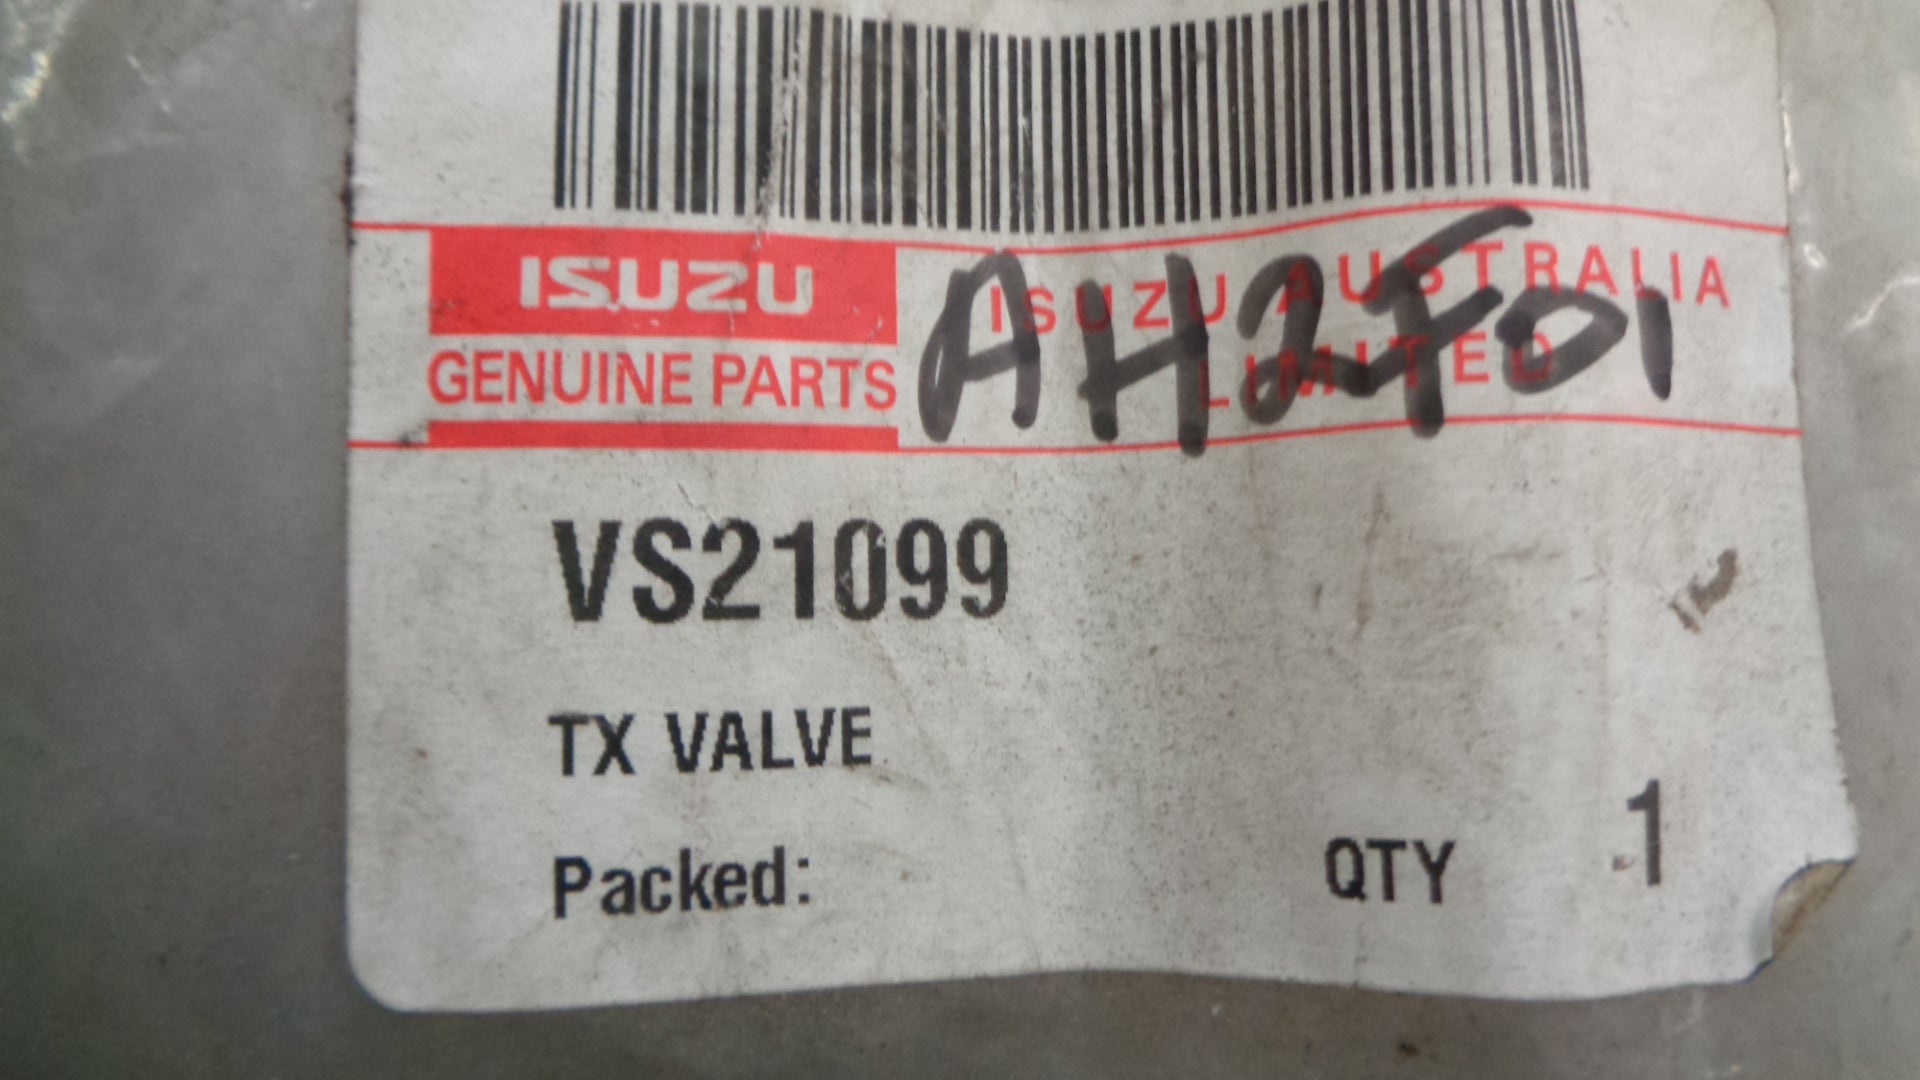 ISUZU
GENUINE PARTS
ISUZU AUSTRALIA
LIMITED
AH2F01
VS21099
TX VALVE
Packed:
QTY 1